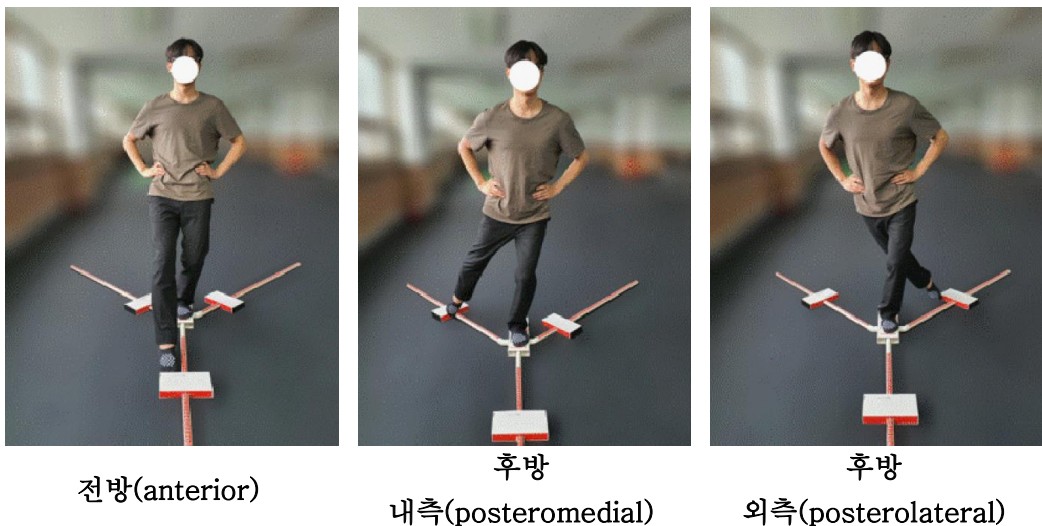 전방(anterior)
후방
내측(posteromedial)
후방
외측(posterolateral)